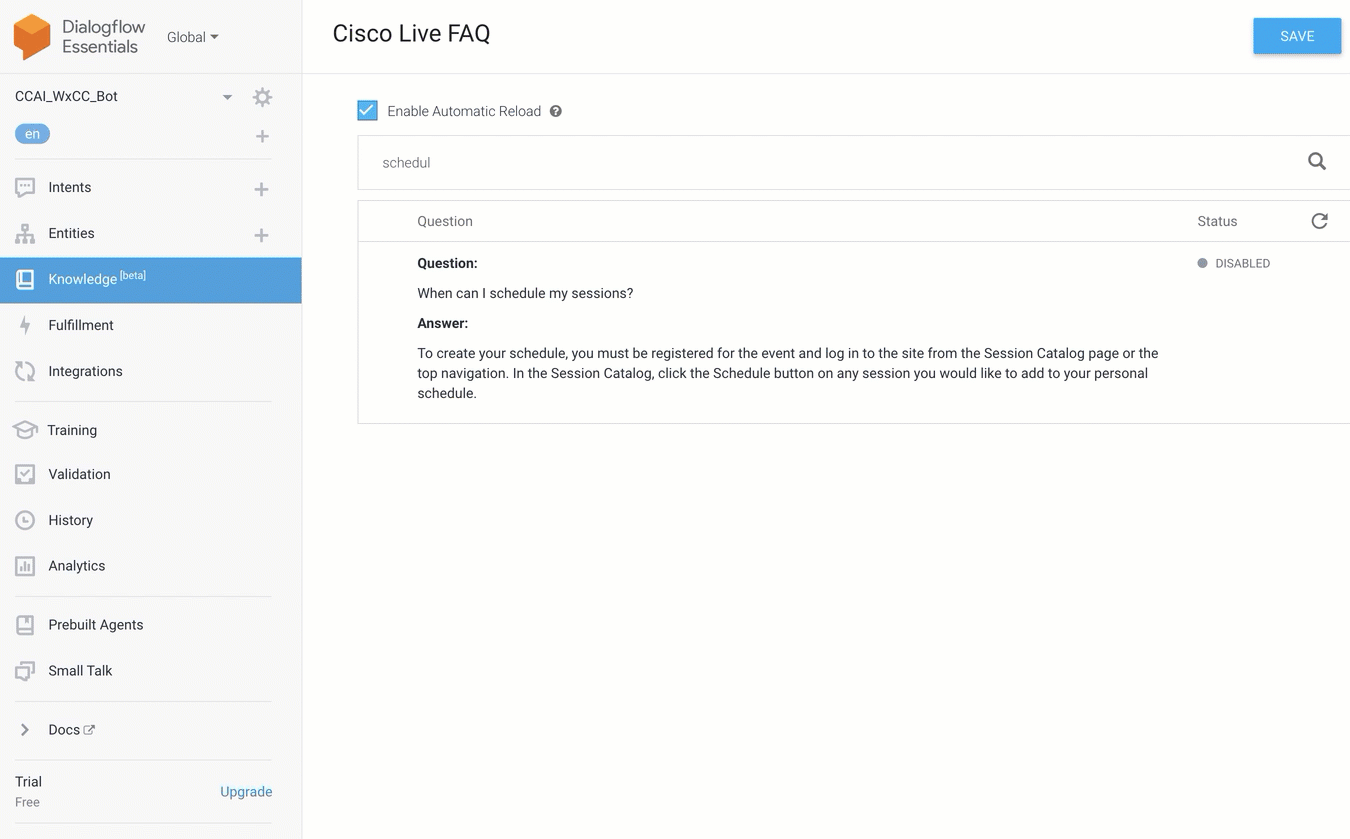 Dialogflow
Essentials
Global
Cisco Live FAQ
SAVE
CCAI_WxCC_Bot
en
Enable Automatic Reload
schedul
Intents
Entities
Knowledge [beta]
Fulfillment
Integrations
Training
Validation
History
Analytics
Prebuilt Agents
Small Talk
Docs
Trial
Free
Upgrade
Question
Status
Question:
DISABLED
When can I schedule my sessions?
Answer:
To create your schedule, you must be registered for the event and log in to the site from the Session Catalog page or the
top navigation. In the Session Catalog, click the Schedule button on any session you would like to add to your personal
schedule.